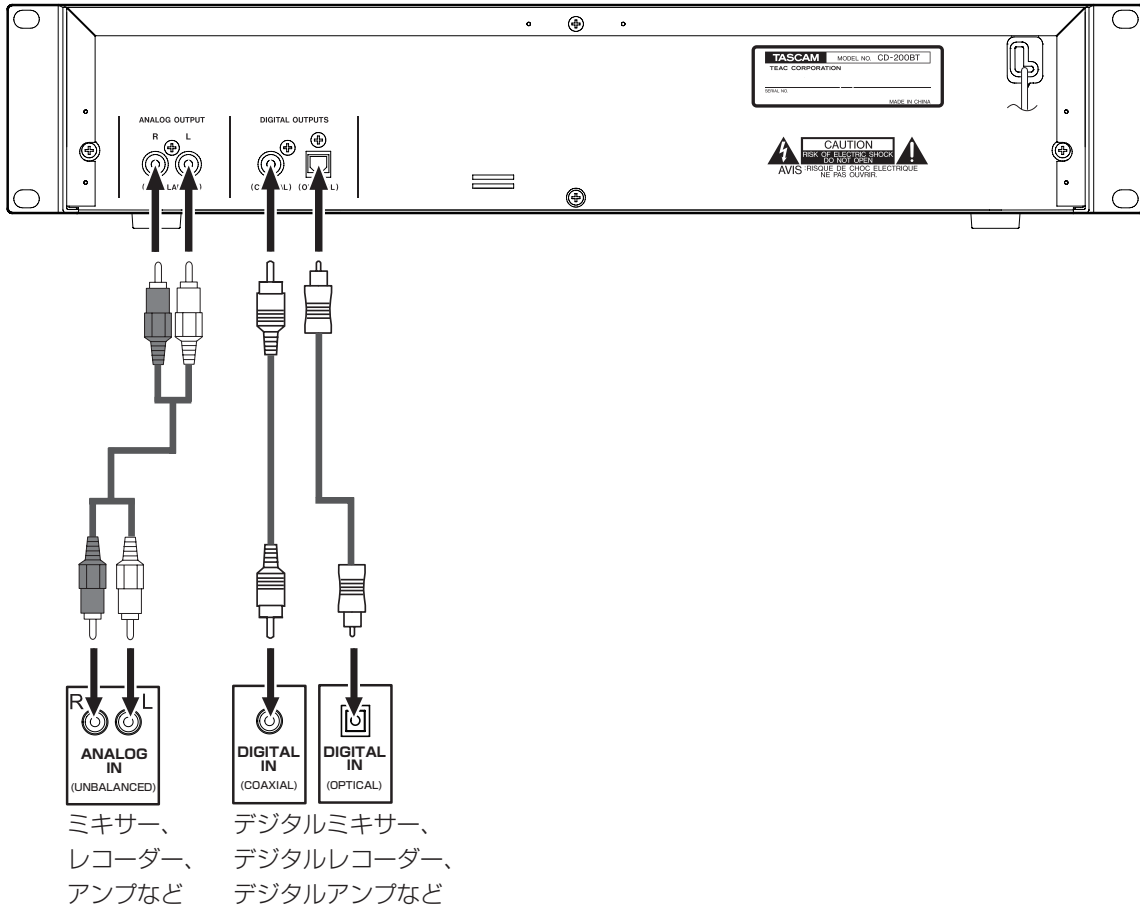 TASCAM MODEL NO. CD-200BT
TEAC CORPORATION
SERIAL NO.
MADE IN CHINA
ANALOG OUTPUT
R L
DIGITAL OUTPUTS
CAUTION
RISK OF ELECTRIC SHOCK
DO NOT OPEN
AVIS RISQUE DE CHOC ELECTRIQUE
NE PAS OUVRIR.
R L
ANALOG
IN
(UNBALANCED)
DIGITAL
IN
(COAXIAL)
DIGITAL
IN
(OPTICAL)
ミキサー、
レコーダー、
アンプなど
デジタルミキサー、
デジタルレコーダー、
デジタルアンプなど